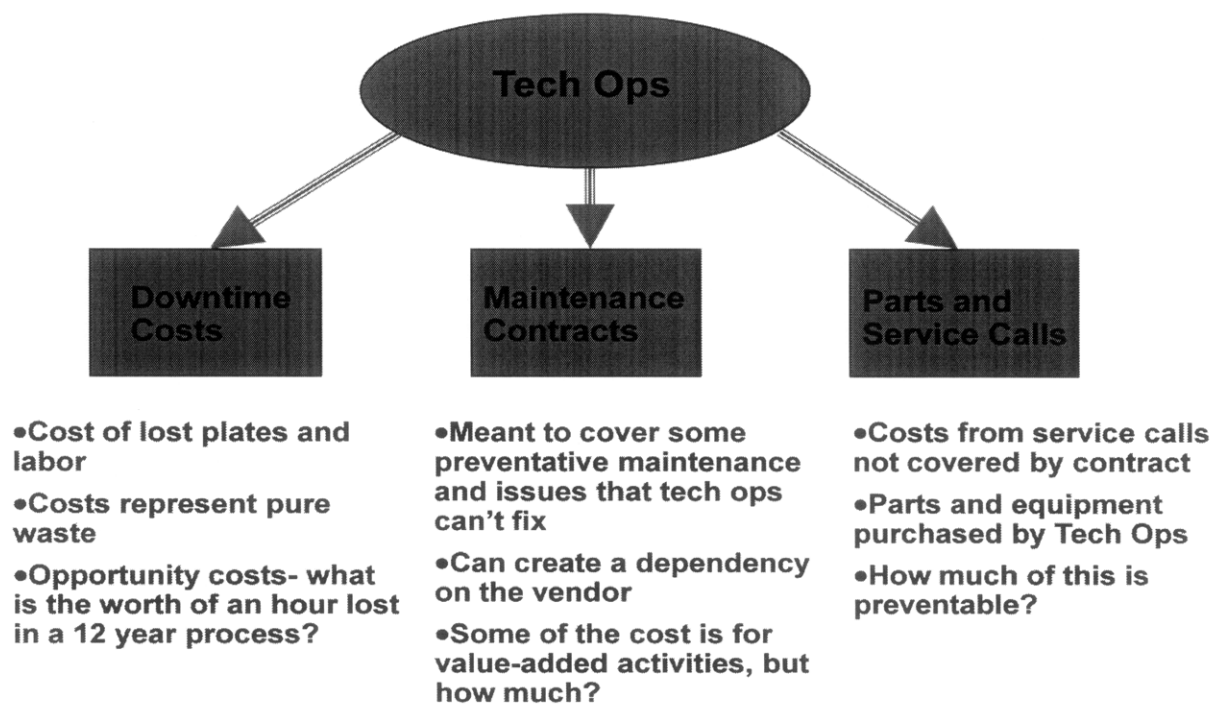 Tech Ops
Downtime
Costs
Maintenance
Contracts
Parts and
Service Calls
•Cost of lost plates and
labor
•Costs represent pure
waste
•Opportunity costs- what
is the worth of an hour lost
in a 12 year process?
•Meant to cover some
preventative maintenance
and issues that tech ops
can't fix
•Can create a dependency
on the vendor
•Some of the cost is for
value-added activities, but
how much?
•Costs from service calls
not covered by contract
•Parts and equipment
purchased by Tech Ops
•How much of this is
preventable?